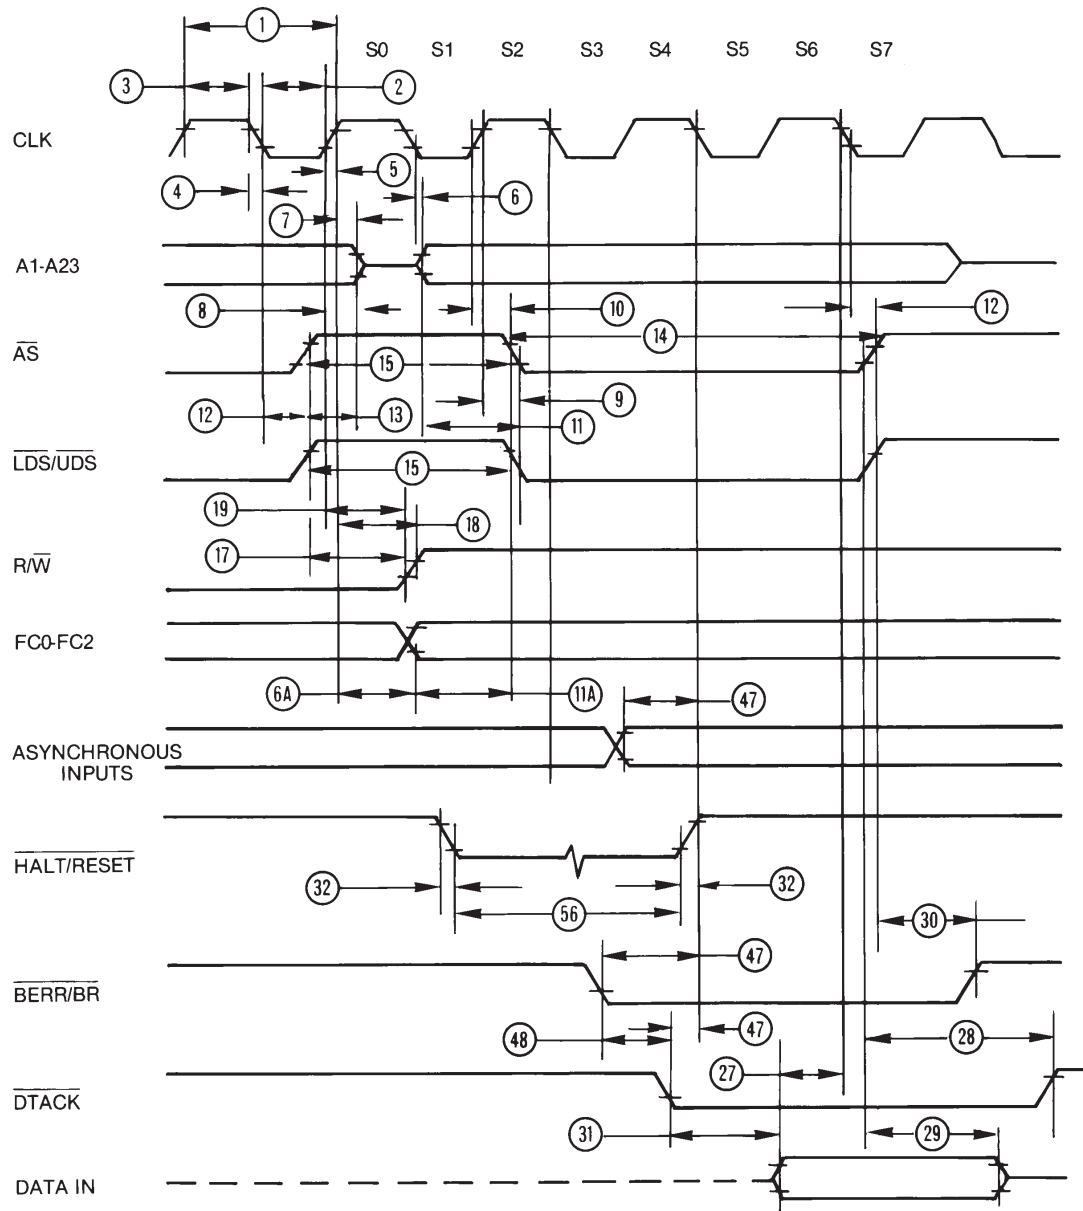 1
S0 S1 S2 S3 S4 S5 S6 S7
3 2
CLK
5
4 6
7
A1-A23
8 10 12
14
AS
15
9
12 13 11
LDS/UDS
15
19
18
17
R/W
FC0-FC2
6A 11A 47
ASYNCHRONOUS
INPUTS
HALT/RESET
32 32
56
30
47
BERR/BR
47
48 28
27
DTACK
31 29
DATA IN